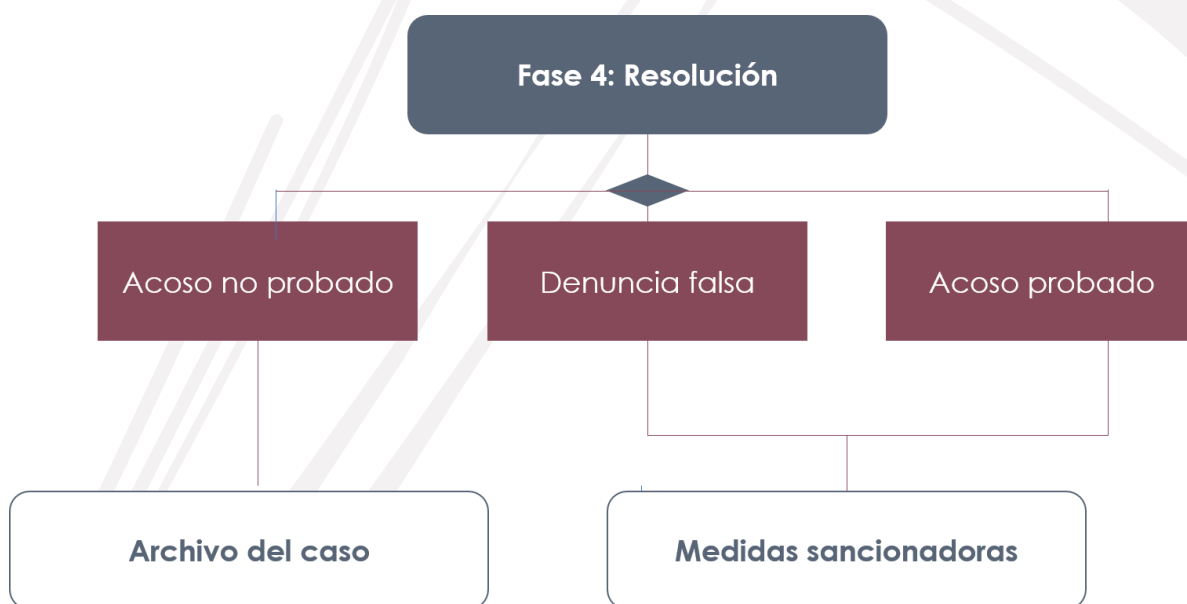 Fase 4: Resolución
Acoso no probado
Denuncia falsa
Acoso probado
Archivo del caso
Medidas sancionadoras